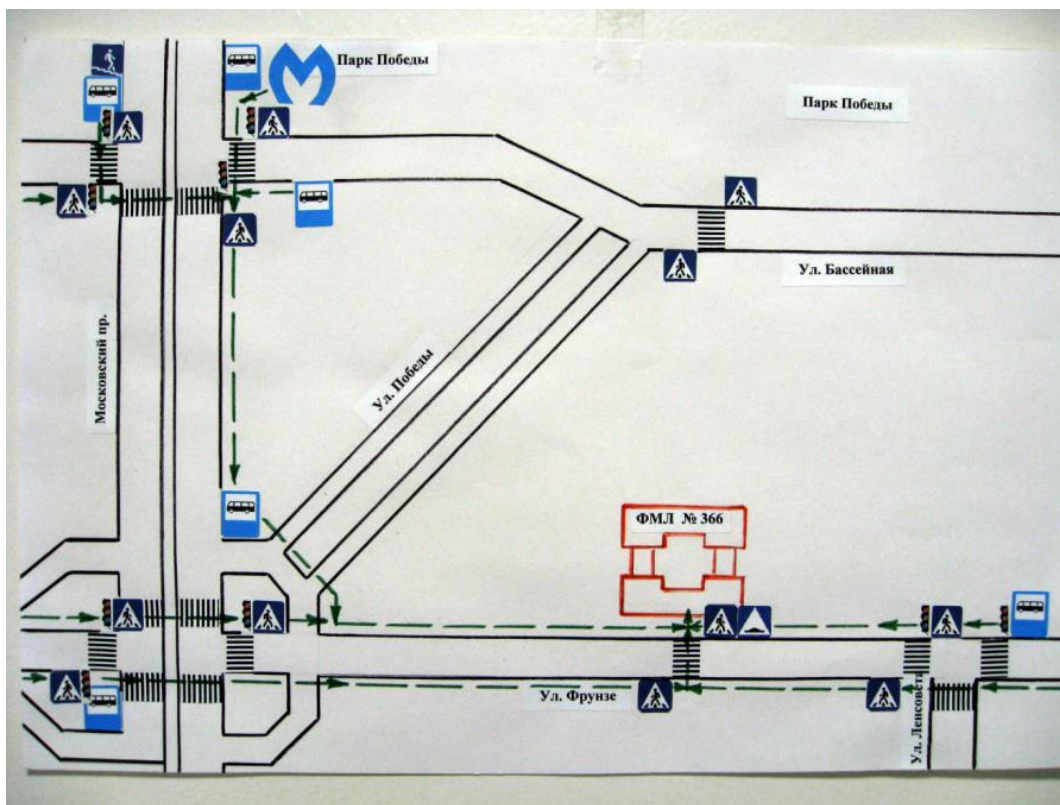 Парк Победы
Парк Победы
Ул. Бассейная
Московский пр.
Ул. Победы
ФМЛ № 366
Ул. Фрунзе
Ул. Ленсовета